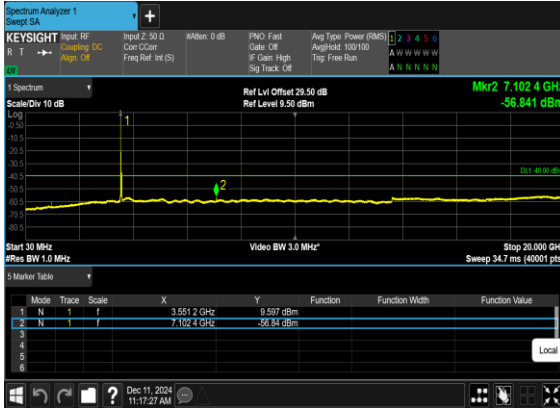 Spectrum Analyzer 1
Swept SA
+
KEYSIGHT
R T
LXI
Input: RF
Coupling: DC
Align: Off
Input Z: 50 Ω
Corr CCorr
Freq Ref: Int (S)
#Atten: 0 dB
PNO: Fast
Gate: Off
IF Gain: High
Sig Track: Off
Avg Type: Power (RMS)
Avg|Hold: 100/100
Trig: Free Run
1 2 3 4 5 6
A W W W W W
A N N N N N
1 Spectrum
Scale/Div 10 dB
Log
Ref Lvl Offset 29.50 dB
Ref Level 9.50 dBm
Mkr2 7.102 4 GHz
-56.841 dBm
-0.50
-10.5
-20.5
-30.5
-40.5
-50.5
-60.5
-70.5
-80.5
1
2
DL1 -40.00 dBm
Start 30 MHz
#Res BW 1.0 MHz
Video BW 3.0 MHz*
Stop 20.000 GH
Sweep 34.7 ms (40001 pts
5 Marker Table
Mode Trace Scale X Y Function Function Width Function Value
1 N 1 f 3.551 2 GHz 9.597 dBm
2 N 1 f 7.102 4 GHz -56.84 dBm
3
4
5
6
Local
?
Dec 11, 2024
11:17:27 AM